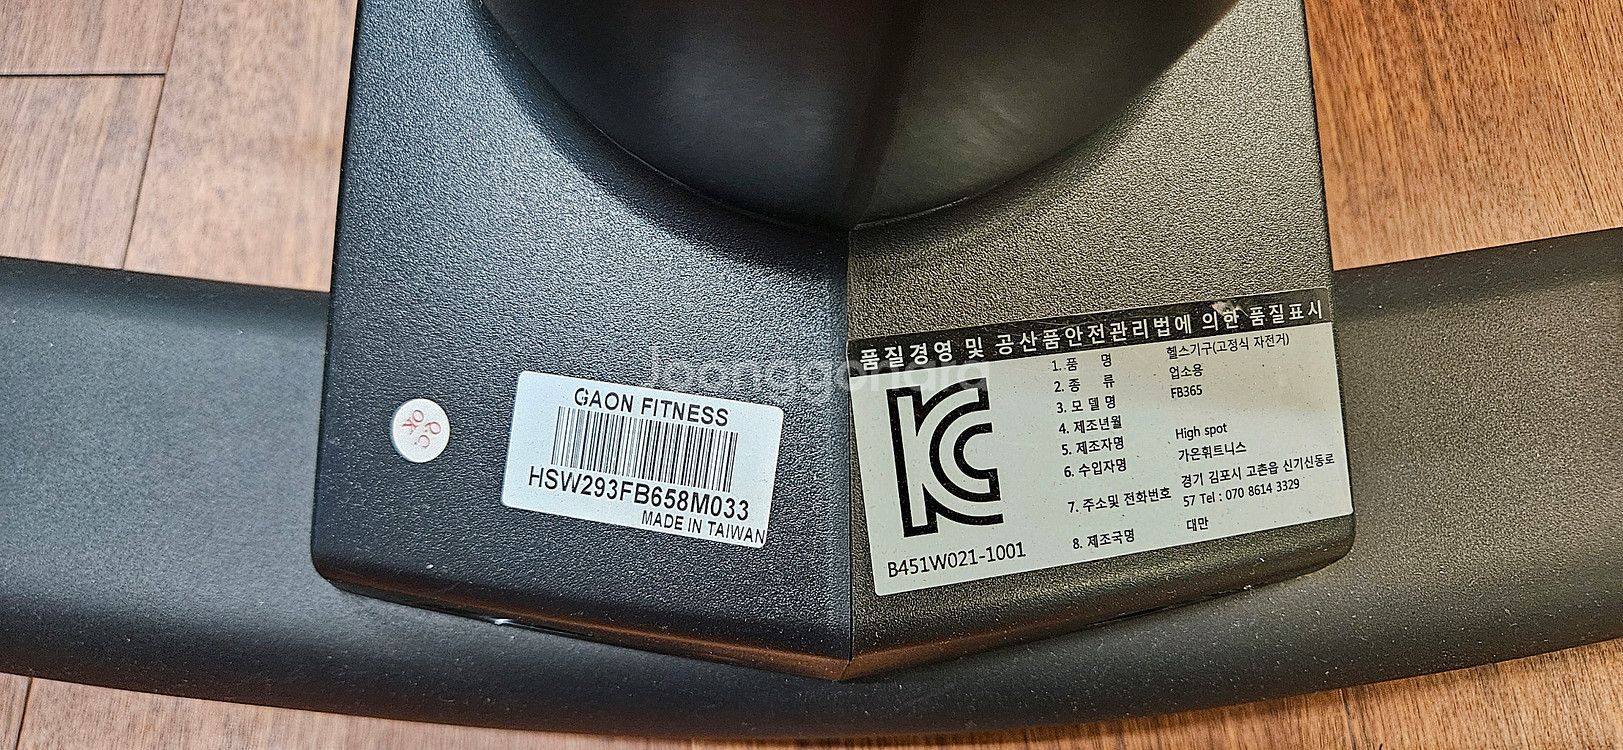 joonggonara
Q.C
OK
GAON FITNESS
HSW293FB658M033
MADE IN TAIWAN
품질경영 및 공산품안전관리법에 의한 품질표시
1. 품 명 헬스기구(고정식 자전거)
2. 종 류 업소용
3. 모 델 명 FB365
4. 제조년월
5. 제조자명 High spot
6. 수입자명 가온휘트니스
7. 주소및 전화번호 경기 김포시 고촌읍 신기신동로
57 Tel : 070 8614 3329
8. 제조국명 대만
B451W021-1001